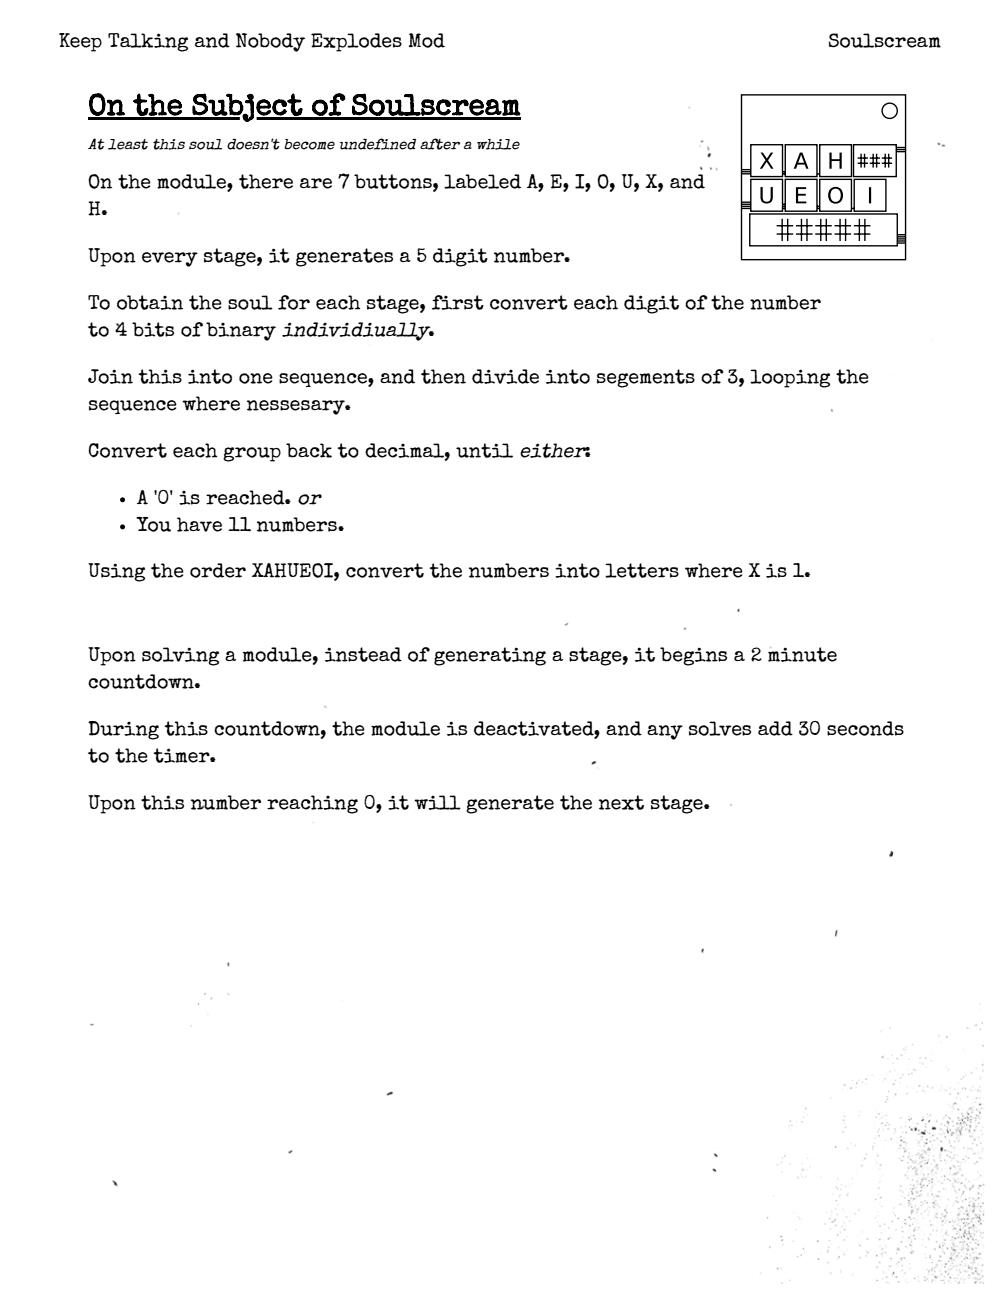 Keep Talking and Nobody Explodes Mod
Soulscream
On the Subject of Soulscream
At least this soul doesn't become undefined after a while
On the module, there are 7 buttons, labeled A, E, I, O, U, X, and
H.
X A H ###
U E O I
#####
Upon every stage, it generates a 5 digit number.
To obtain the soul for each stage, first convert each digit of the number
to 4 bits of binary individiually.
Join this into one sequence, and then divide into segements of 3, looping the
sequence where nessesary.
Convert each group back to decimal, until either:
• A '0' is reached. or
• You have 11 numbers.
Using the order XAHUEOI, convert the numbers into letters where X is 1.
Upon solving a module, instead of generating a stage, it begins a 2 minute
countdown.
During this countdown, the module is deactivated, and any solves add 30 seconds
to the timer.
Upon this number reaching 0, it will generate the next stage.